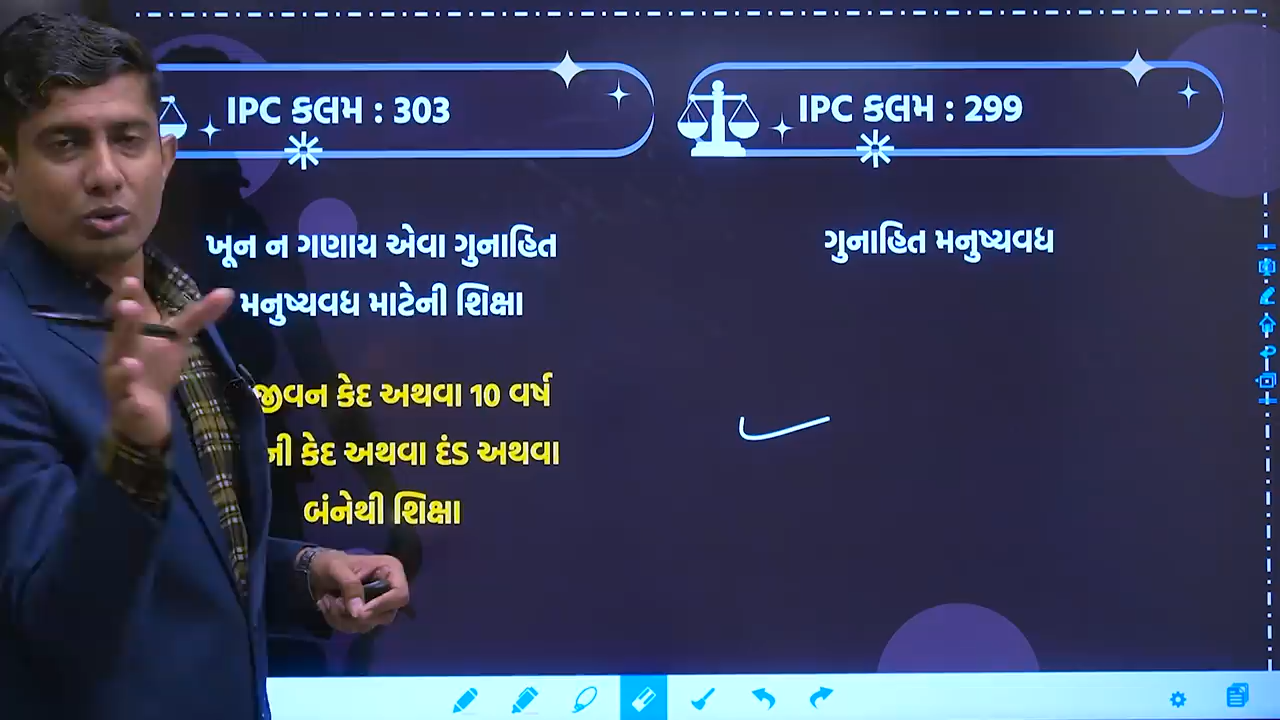 IPC કલમ : 303
ખૂન ન ગણાય એવા ગુનાહિત
મનુષ્યવધ માટેની શિક્ષા
જીવન કેદ અથવા 10 વર્ષ
ની કેદ અથવા દંડ અથવા
બંનેથી શિક્ષા
IPC કલમ : 299
ગુનાહિત મનુષ્યવધ